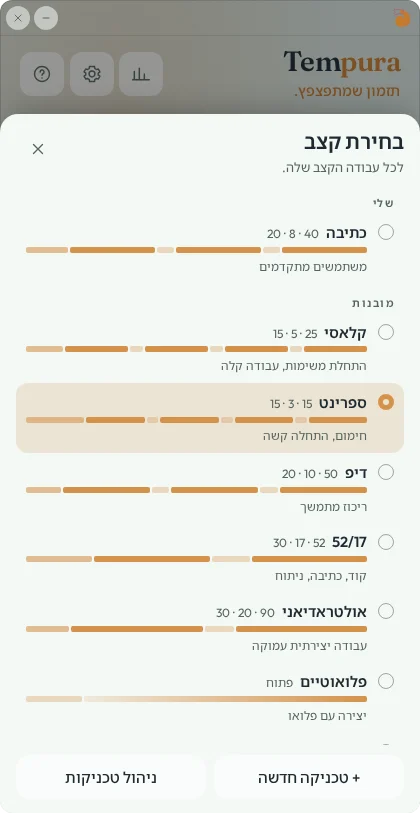 Tempura
תזמון שמתפצפץ.
בחירת קצב
לכל עבודה הקצב שלה.
שלי
כתיבה 40 · 8 · 20
משתמשים מתקדמים
מובנות
קלאסי 25 · 5 · 15
התחלת משימות, עבודה קלה
ספרינט 15 · 3 · 15
חימום, התחלה קשה
דיפ 50 · 10 · 20
ריכוז מתמשך
52/17 52 · 17 · 30
קוד, כתיבה, ניתוח
אולטראדיאני 90 · 20 · 30
עבודה יצירתית עמוקה
פלואוטיים פתוח
יצירה עם פלואו
+ טכניקה חדשה
ניהול טכניקות